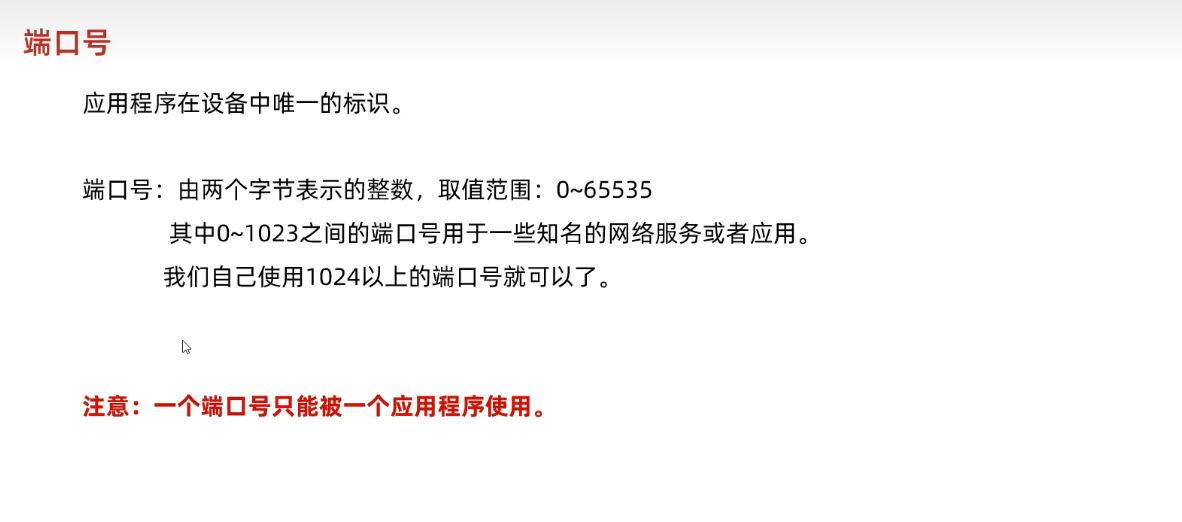 端口号
应用程序在设备中唯一的标识。
端口号：由两个字节表示的整数，取值范围：0~65535
其中0~1023之间的端口号用于一些知名的网络服务或者应用。
我们自己使用1024以上的端口号就可以了。
注意：一个端口号只能被一个应用程序使用。